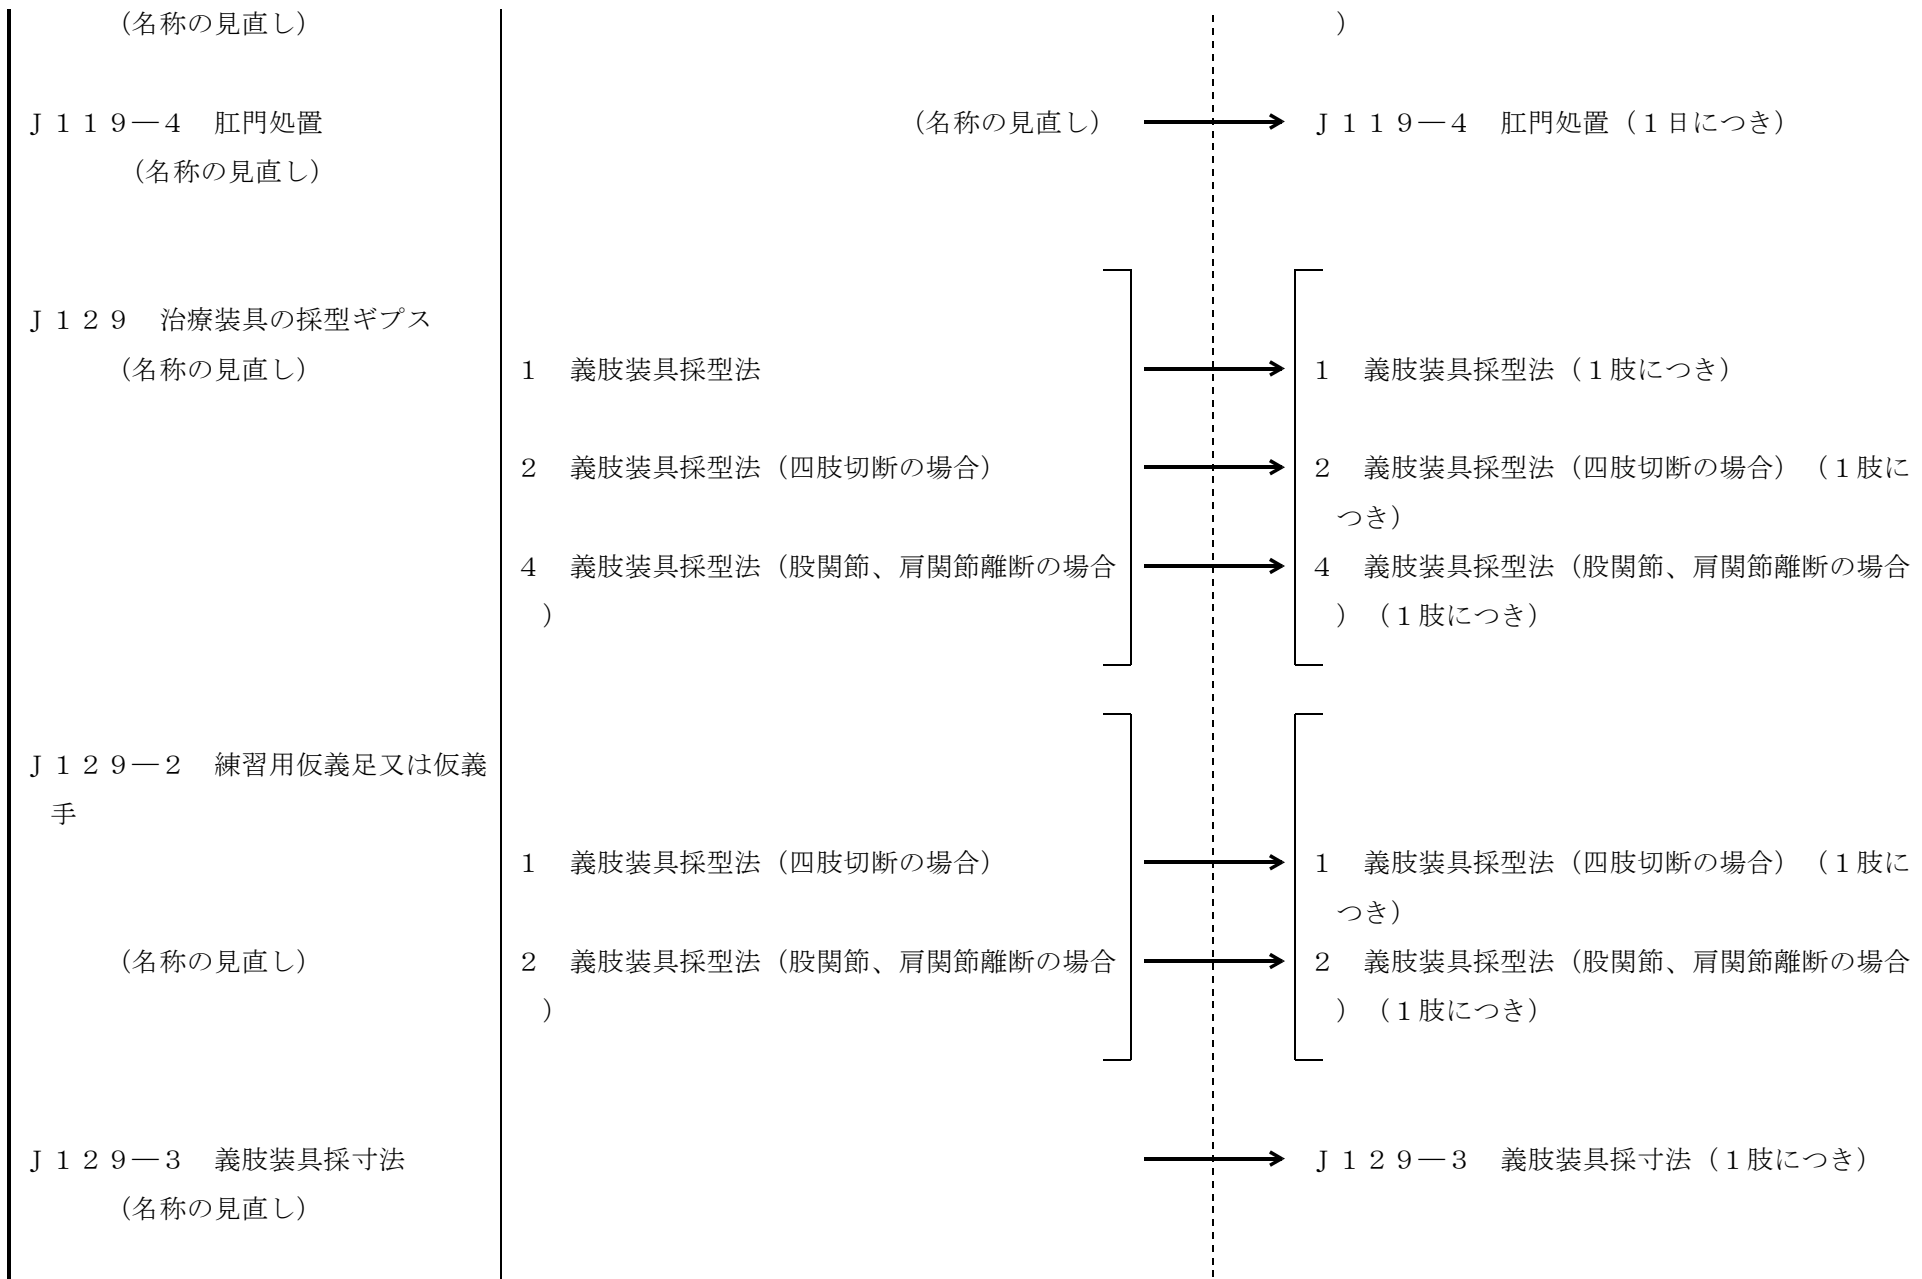 （名称の見直し）
）
Ｊ１１９―４　肛門処置
（名称の見直し）
Ｊ１１９―４　肛門処置（１日につき）
（名称の見直し）
Ｊ１２９　治療装具の採型ギプス
（名称の見直し）
１　義肢装具採型法
１　義肢装具採型法（１肢につき）
２　義肢装具採型法（四肢切断の場合）
２　義肢装具採型法（四肢切断の場合）（１肢に
つき）
４　義肢装具採型法（股関節、肩関節離断の場合
）
４　義肢装具採型法（股関節、肩関節離断の場合
）（１肢につき）
Ｊ１２９―２　練習用仮義足又は仮義
手
１　義肢装具採型法（四肢切断の場合）
１　義肢装具採型法（四肢切断の場合）（１肢に
つき）
（名称の見直し）
２　義肢装具採型法（股関節、肩関節離断の場合
）
２　義肢装具採型法（股関節、肩関節離断の場合
）（１肢につき）
Ｊ１２９―３　義肢装具採寸法
Ｊ１２９―３　義肢装具採寸法（１肢につき）
（名称の見直し）